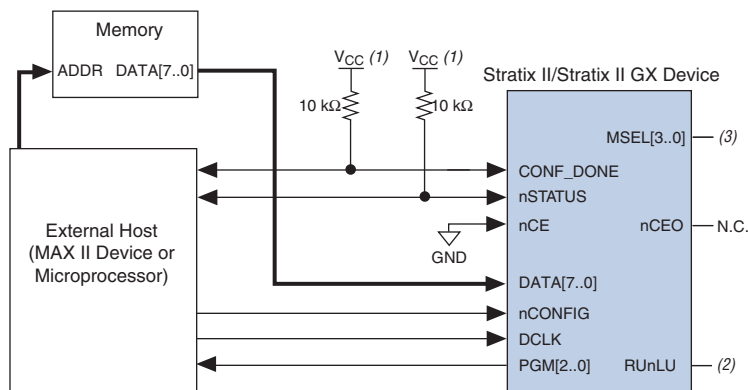 Memory
ADDR DATA[7..0]
VCC (1) VCC (1)
10 kΩ 10 kΩ
Stratix II/Stratix II GX Device
MSEL[3..0] (3)
CONF_DONE
nSTATUS
nCE nCEO N.C.
GND
External Host
(MAX II Device or
Microprocessor)
DATA[7..0]
nCONFIG
DCLK
PGM[2..0] RUnLU (2)